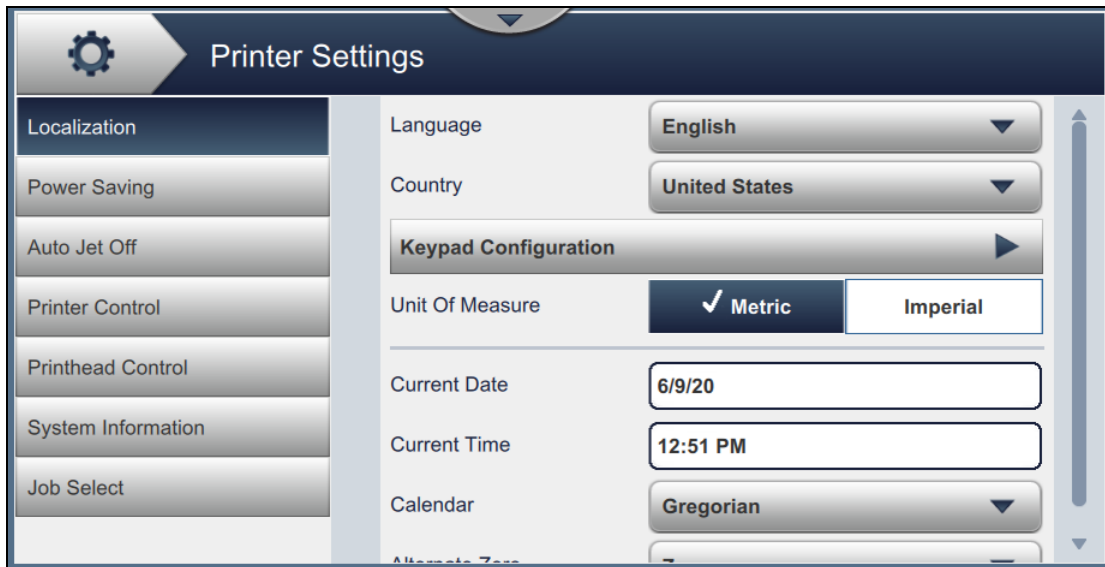 Printer Settings
Localization
Power Saving
Auto Jet Off
Printer Control
Printhead Control
System Information
Job Select
Language English
Country United States
Keypad Configuration
Unit Of Measure Metric Imperial
Current Date 6/9/20
Current Time 12:51 PM
Calendar Gregorian
Alternate Zero